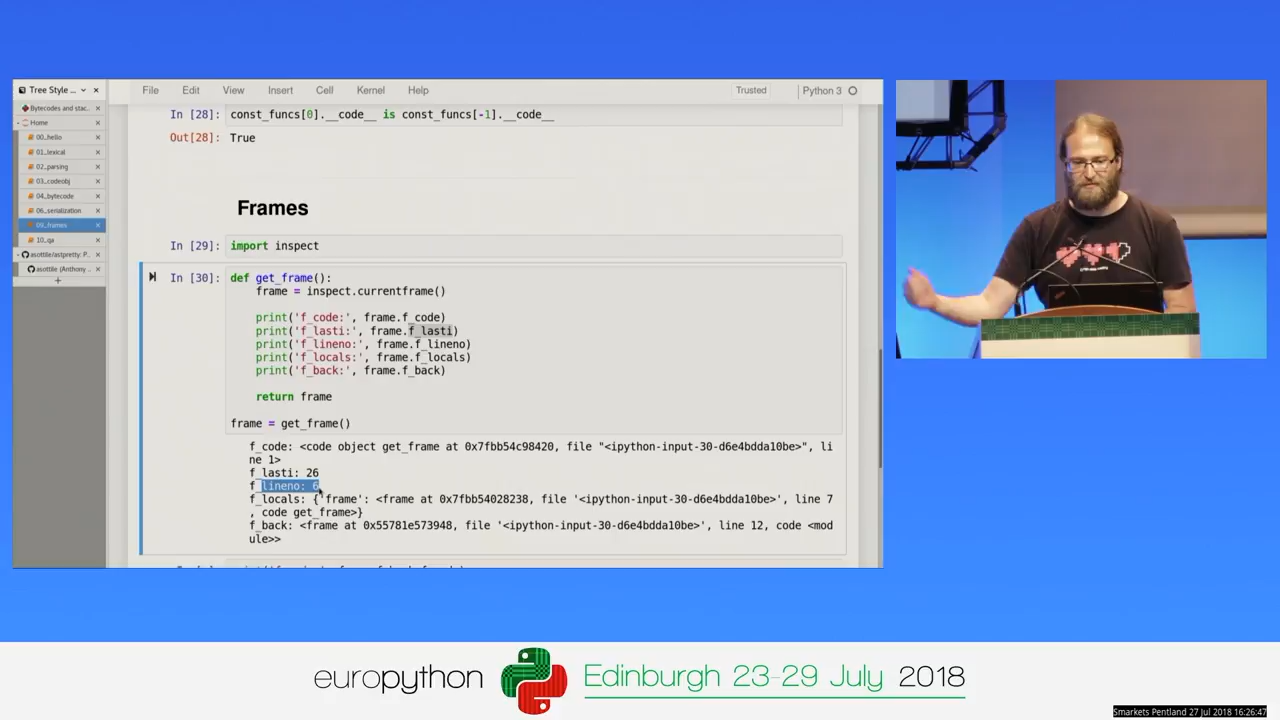 Tree Style ...
Bytecodes and stac..
Home
00_hello
01_lexical
02_parsing
03_codeobj
04_bytecode
06_serialization
09_frames
10_qa
asottile/astpretty: P..
asottile (Anthony ..
File Edit View Insert Cell Kernel Help Trusted Python 3
In [28]: const_funcs[0].__code__ is const_funcs[-1].__code__
Out[28]: True
Frames
In [29]: import inspect
In [30]: def get_frame():
frame = inspect.currentframe()
print('f_code:', frame.f_code)
print('f_lasti:', frame.f_lasti)
print('f_lineno:', frame.f_lineno)
print('f_locals:', frame.f_locals)
print('f_back:', frame.f_back)
return frame
frame = get_frame()
f_code: <code object get_frame at 0x7fbb54c98420, file "<ipython-input-30-d6e4bdda10be>", li
ne 1>
f_lasti: 26
f_lineno: 6
f_locals: {'frame': <frame at 0x7fbb54028238, file '<ipython-input-30-d6e4bdda10be>', line 7
, code get_frame>}
f_back: <frame at 0x55781e573948, file '<ipython-input-30-d6e4bdda10be>', line 12, code <mod
ule>>
europython Edinburgh 23-29 July 2018
Smarkets Pentland 27 Jul 2018 16:26:47